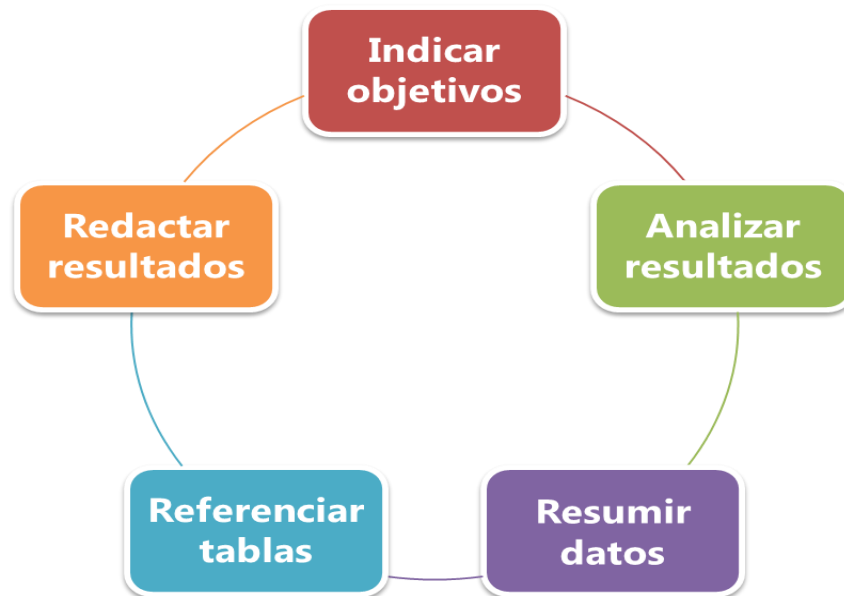 Indicar
objetivos
Analizar
resultados
Resumir
datos
Referenciar
tablas
Redactar
resultados